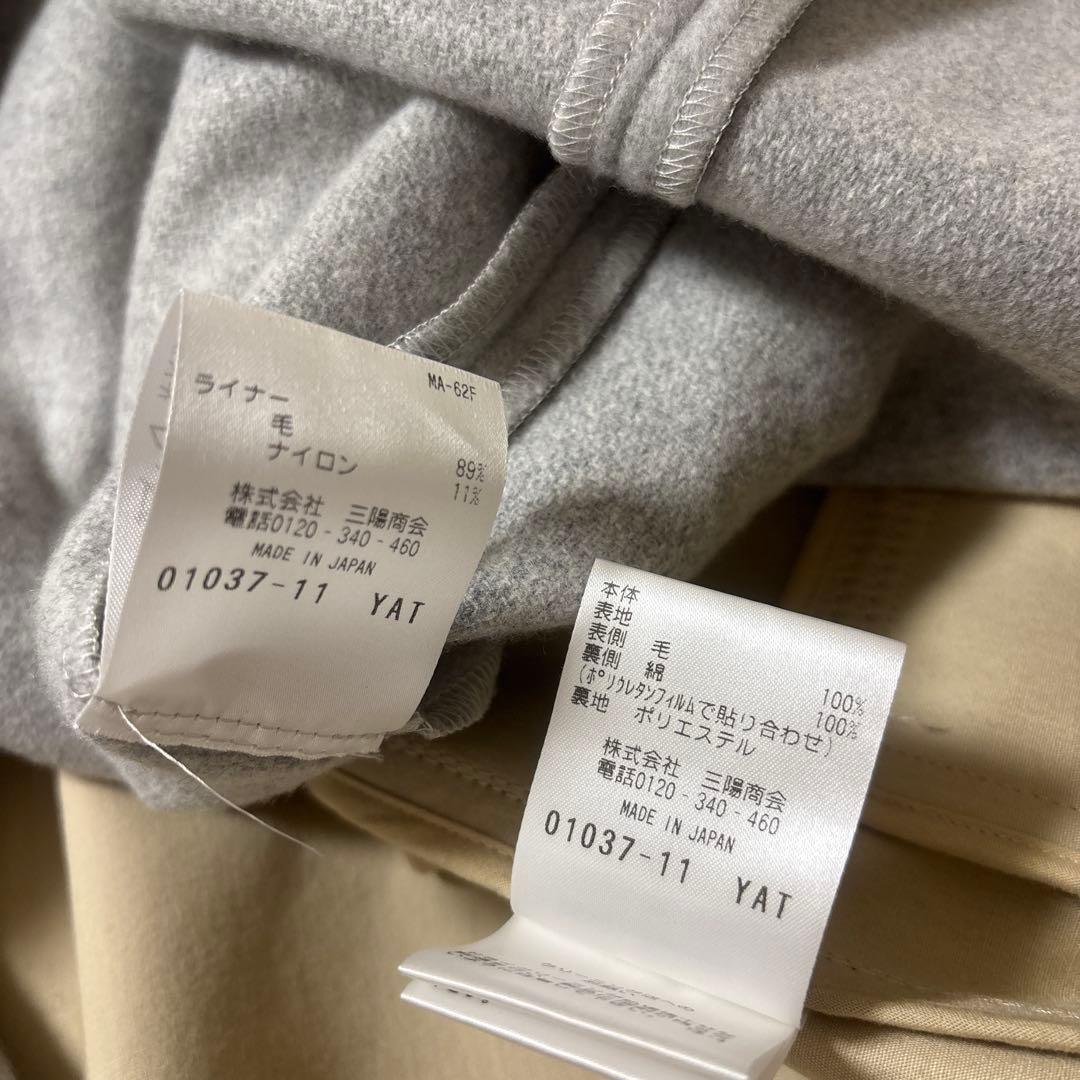 MA-62F
ライナー
毛 89%
ナイロン 11%
株式会社 三陽商会
電話0120-340-460
MADE IN JAPAN
01037-11 YAT
本体
表地
表側 毛 100%
裏側 綿 100%
(ポリウレタンフィルムで貼り合わせ)
裏地 ポリエステル
株式会社 三陽商会
電話0120-340-460
MADE IN JAPAN
01037-11 YAT